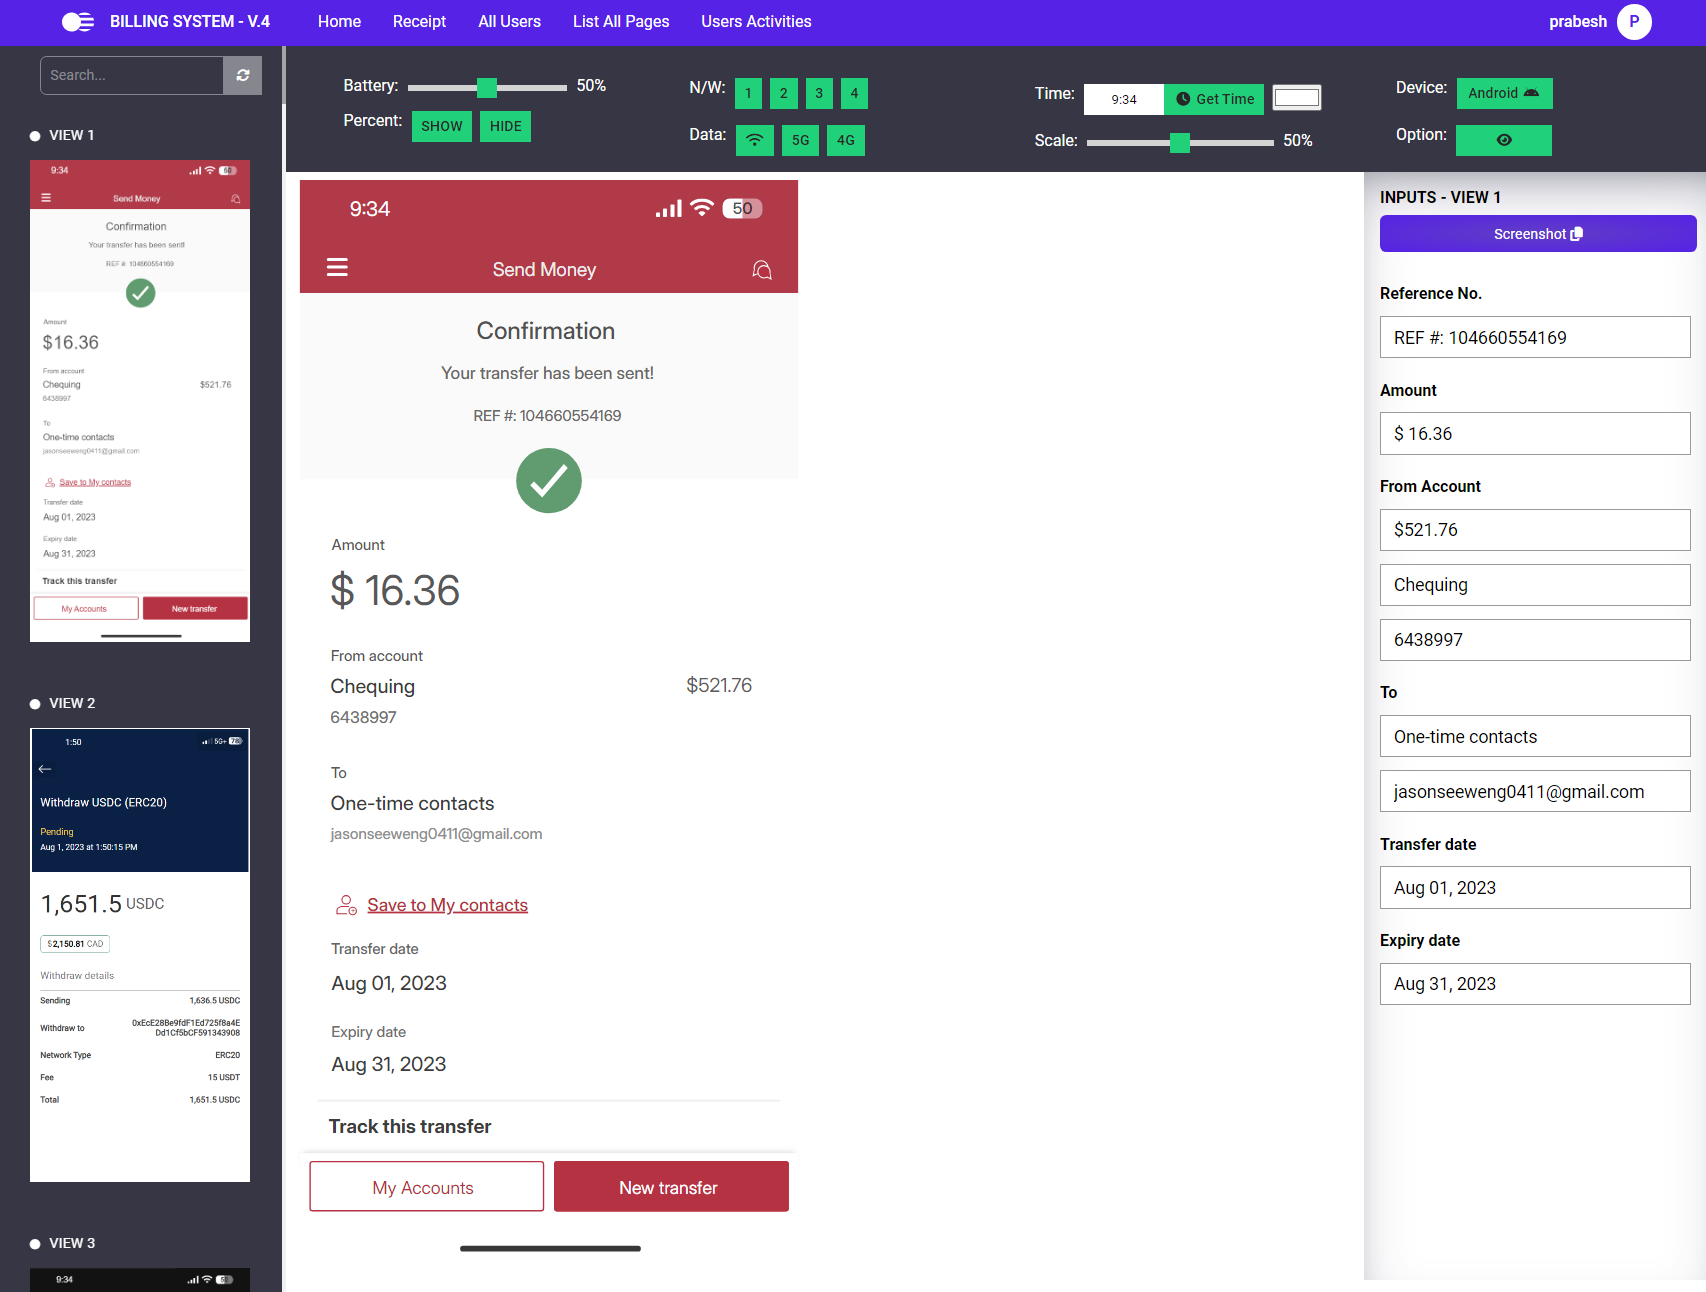 BILLING SYSTEM - V.4
Home
Receipt
All Users
List All Pages
Users Activities
prabesh
P
Search...
VIEW 1
9:34
Send Money
Confirmation
Your transfer has been sent!
REF #: 104660554169
Amount
$16.36
From account
Chequing
$521.76
6438997
To
One-time contacts
jasonseeweng0411@gmail.com
Save to My contacts
Transfer date
Aug 01, 2023
Expiry date
Aug 31, 2023
Track this transfer
My Accounts
New transfer
VIEW 2
1:50
5G+
Withdraw USDC (ERC20)
Pending
Aug 1, 2023 at 1:50:15 PM
1,651.5 USDC
$2,150.81 CAD
Withdraw details
Sending
1,636.5 USDC
Withdraw to
0xEcE28Be9fdF1Ed725f8a4E
Dd1Cf5bCF591343908
Network Type
ERC20
Fee
15 USDT
Total
1,651.5 USDC
VIEW 3
9:34
Battery:
50%
Percent:
SHOW
HIDE
N/W:
1
2
3
4
Data:
5G
4G
Time:
9:34
Get Time
Scale:
50%
Device:
Android
Option:
9:34
50
Send Money
Confirmation
Your transfer has been sent!
REF #: 104660554169
Amount
$ 16.36
From account
Chequing
$521.76
6438997
To
One-time contacts
jasonseeweng0411@gmail.com
Save to My contacts
Transfer date
Aug 01, 2023
Expiry date
Aug 31, 2023
Track this transfer
My Accounts
New transfer
INPUTS - VIEW 1
Screenshot
Reference No.
REF #: 104660554169
Amount
$ 16.36
From Account
$521.76
Chequing
6438997
To
One-time contacts
jasonseeweng0411@gmail.com
Transfer date
Aug 01, 2023
Expiry date
Aug 31, 2023